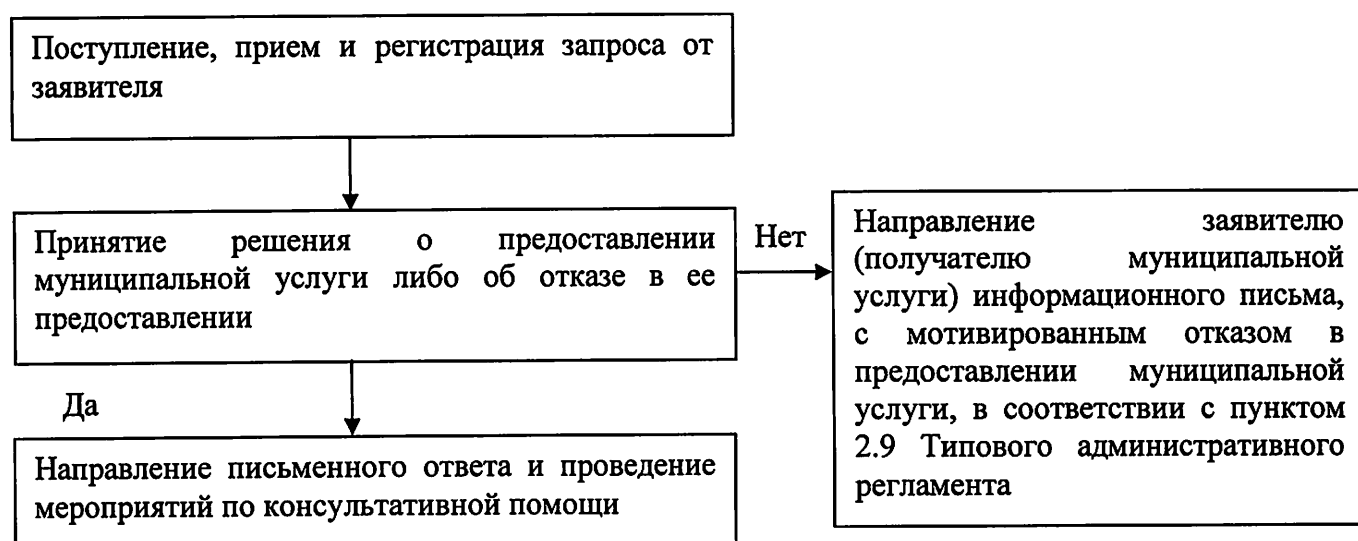 Поступление, прием и регистрация запроса от
заявителя
Принятие решения о предоставлении
муниципальной услуги либо об отказе в ее
предоставлении
Нет
Направление заявителю
(получателю муниципальной
услуги) информационного письма,
с мотивированным отказом в
предоставлении муниципальной
услуги, в соответствии с пунктом
2.9 Типового административного
регламента
Да
Направление письменного ответа и проведение
мероприятий по консультативной помощи